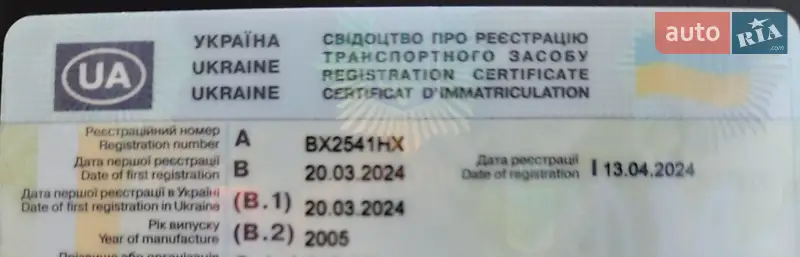 auto RIA.com
UA
УКРАЇНА
UKRAINE
UKRAINE
СВІДОЦТВО ПРО РЕЄСТРАЦІЮ
ТРАНСПОРТНОГО ЗАСОБУ
REGISTRATION CERTIFICATE
CERTIFICAT D'IMMATRICULATION
Реєстраційний номер
Registration number A BX2541HX
Дата першої реєстрації
Date of first registration B 20.03.2024
Дата реєстрації
Date of registration I 13.04.2024
Дата першої реєстрації в Україні
Date of first registration in Ukraine (B.1) 20.03.2024
Рік випуску
Year of manufacture (B.2) 2005